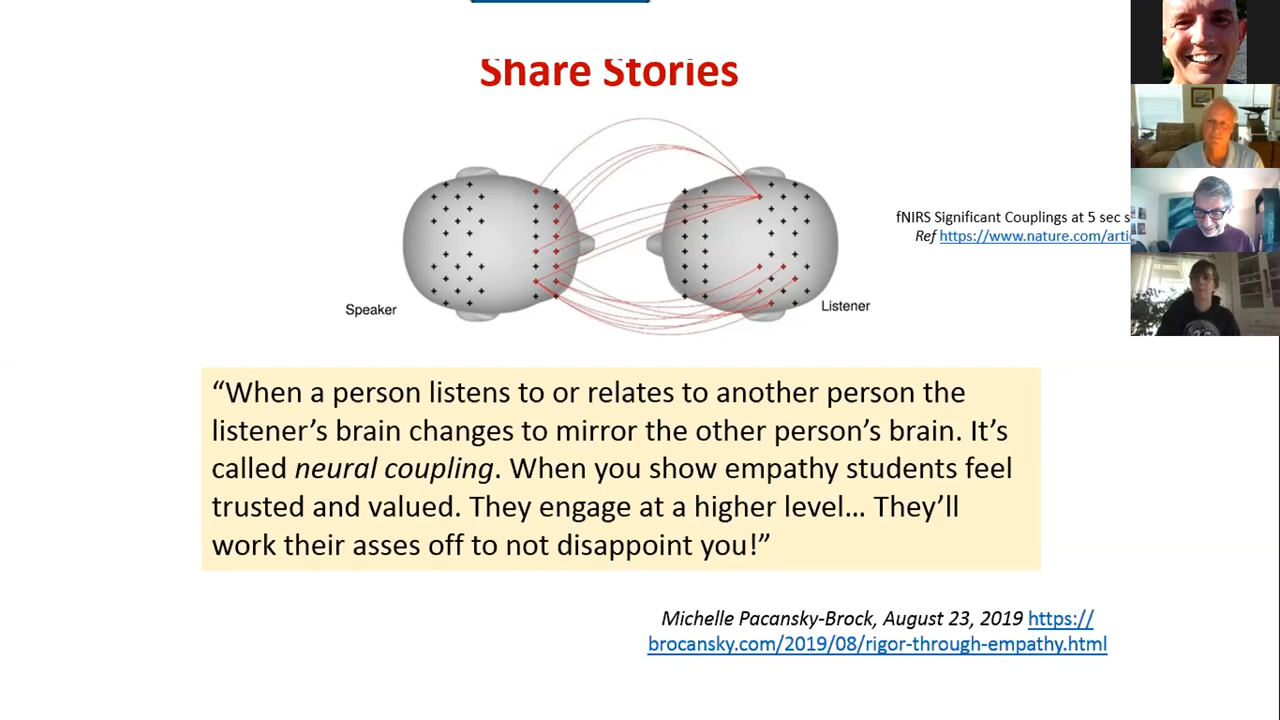 Share Stories
fNIRS Significant Couplings at 5 sec s
Ref https://www.nature.com/artic
Speaker
Listener
“When a person listens to or relates to another person the
listener’s brain changes to mirror the other person’s brain. It’s
called neural coupling. When you show empathy students feel
trusted and valued. They engage at a higher level… They’ll
work their asses off to not disappoint you!”
Michelle Pacansky-Brock, August 23, 2019 https://
brocansky.com/2019/08/rigor-through-empathy.html